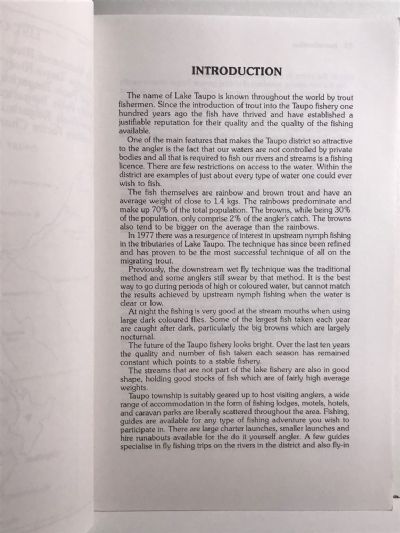 INTRODUCTION
The name of Lake Taupo is known throughout the world by trout
fishermen. Since the introduction of trout into the Taupo fishery one
hundred years ago the fish have thrived and have established a
justifiable reputation for their quality and the quality of the fishing
available.
One of the main features that makes the Taupo district so attractive
to the angler is the fact that our waters are not controlled by private
bodies and all that is required to fish our rivers and streams is a fishing
licence. There are few restrictions on access to the water. Within the
district are examples of just about every type of water one could ever
wish to fish.
The fish themselves are rainbow and brown trout and have an
average weight of close to 1.4 kgs. The rainbows predominate and
make up 70% of the total population. The browns, while being 30%
of the population, only comprise 2% of the angler's catch. The browns
also tend to be bigger on the average than the rainbows.
In 1977 there was a resurgence of interest in upstream nymph fishing
in the tributaries of Lake Taupo. The technique has since been refined
and has proven to be the most successful technique of all on the
migrating trout.
Previously, the downstream wet fly technique was the traditional
method and some anglers still swear by that method. It is the best
way to go during periods of high or coloured water, but cannot match
the results achieved by upstream nymph fishing when the water is
clear or low.
At night the fishing is very good at the stream mouths when using
large dark coloured flies. Some of the largest fish taken each year
are caught after dark, particularly the big browns which are largely
nocturnal.
The future of the Taupo fishery looks bright. Over the last ten years
the quality and number of fish taken each season has remained
constant which points to a stable fishery.
The streams that are not part of the lake fishery are also in good
shape, holding good stocks of fish which are of fairly high average
weights.
Taupo township is suitably geared up to host visiting anglers, a wide
range of accommodation in the form of fishing lodges, motels, hotels,
and caravan parks are liberally scattered throughout the area. Fishing,
guides are available for any type of fishing adventure you wish to
participate in. There are large charter launches, smaller launches and
hire runabouts available for the do it yourself angler. A few guides
specialise in fly fishing trips on the rivers in the district and also fly-in